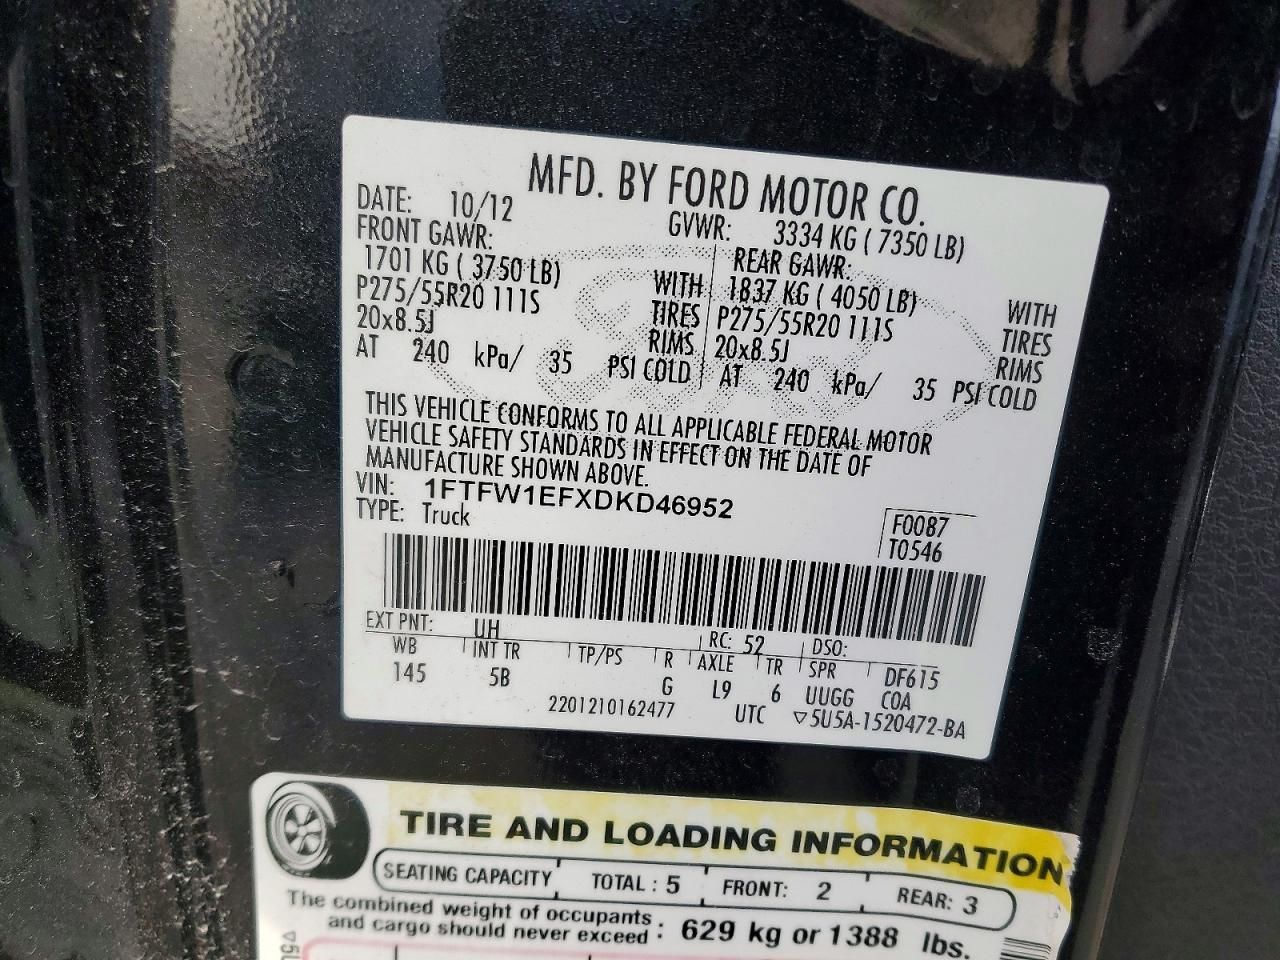 MFD. BY FORD MOTOR CO.
DATE: 10/12 GVWR: 3334 KG ( 7350 LB)
FRONT GAWR: REAR GAWR:
1701 KG ( 3750 LB) WITH 1837 KG ( 4050 LB) WITH
P275/55R20 111S TIRES P275/55R20 111S TIRES
20x8.5J RIMS 20x8.5J RIMS
AT 240 kPa/ 35 PSI COLD AT 240 kPa/ 35 PSI COLD
THIS VEHICLE CONFORMS TO ALL APPLICABLE FEDERAL MOTOR
VEHICLE SAFETY STANDARDS IN EFFECT ON THE DATE OF
MANUFACTURE SHOWN ABOVE.
VIN: 1FTFW1EFXDKD46952
TYPE: Truck
F0087
T0546
EXT PNT: UH RC: 52 DSO:
WB INT TR TP/PS R AXLE TR SPR DF615
145 5B G L9 6 UUGG COA
2201210162477 UTC ▽5U5A-1520472-BA
TIRE AND LOADING INFORMATION
SEATING CAPACITY TOTAL : 5 FRONT: 2 REAR: 3
The combined weight of occupants
and cargo should never exceed : 629 kg or 1388 lbs.
▽5U